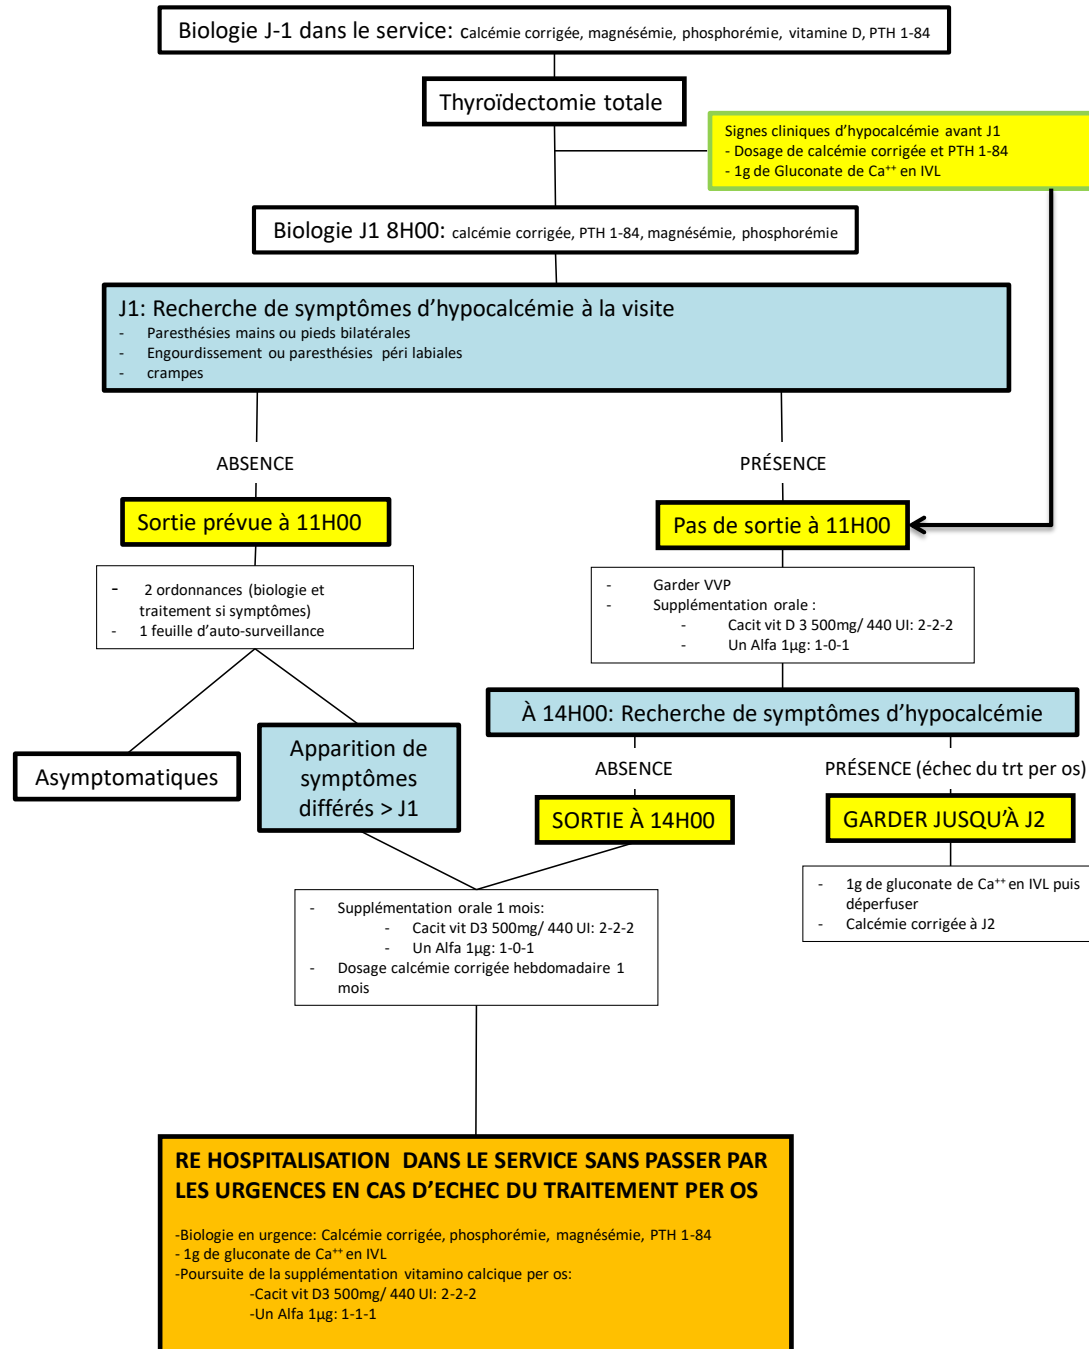 Biologie J-1 dans le service: Calcémie corrigée, magnésémie, phosphorémie, vitamine D, PTH 1-84
Thyroïdectomie totale
Signes cliniques d'hypocalcémie avant J1
- Dosage de calcémie corrigée et PTH 1-84
- 1g de Gluconate de Ca⁺⁺ en IVL
Biologie J1 8H00: calcémie corrigée, PTH 1-84, magnésémie, phosphorémie
J1: Recherche de symptômes d'hypocalcémie à la visite
- Paresthésies mains ou pieds bilatérales
- Engourdissement ou paresthésies péri labiales
- crampes
ABSENCE
PRÉSENCE
Sortie prévue à 11H00
Pas de sortie à 11H00
- 2 ordonnances (biologie et
traitement si symptômes)
- 1 feuille d'auto-surveillance
- Garder VVP
- Supplémentation orale :
- Cacit vit D 3 500mg/ 440 UI: 2-2-2
- Un Alfa 1µg: 1-0-1
À 14H00: Recherche de symptômes d'hypocalcémie
Asymptomatiques
Apparition de
symptômes
différés > J1
ABSENCE
PRÉSENCE (échec du trt per os)
SORTIE À 14H00
GARDER JUSQU'À J2
- 1g de gluconate de Ca⁺⁺ en IVL puis
déperfuser
- Calcémie corrigée à J2
- Supplémentation orale 1 mois:
- Cacit vit D3 500mg/ 440 UI: 2-2-2
- Un Alfa 1µg: 1-0-1
- Dosage calcémie corrigée hebdomadaire 1
mois
RE HOSPITALISATION DANS LE SERVICE SANS PASSER PAR
LES URGENCES EN CAS D'ECHEC DU TRAITEMENT PER OS
-Biologie en urgence: Calcémie corrigée, phosphorémie, magnésémie, PTH 1-84
- 1g de gluconate de Ca⁺⁺ en IVL
-Poursuite de la supplémentation vitamino calcique per os:
-Cacit vit D3 500mg/ 440 UI: 2-2-2
-Un Alfa 1µg: 1-1-1